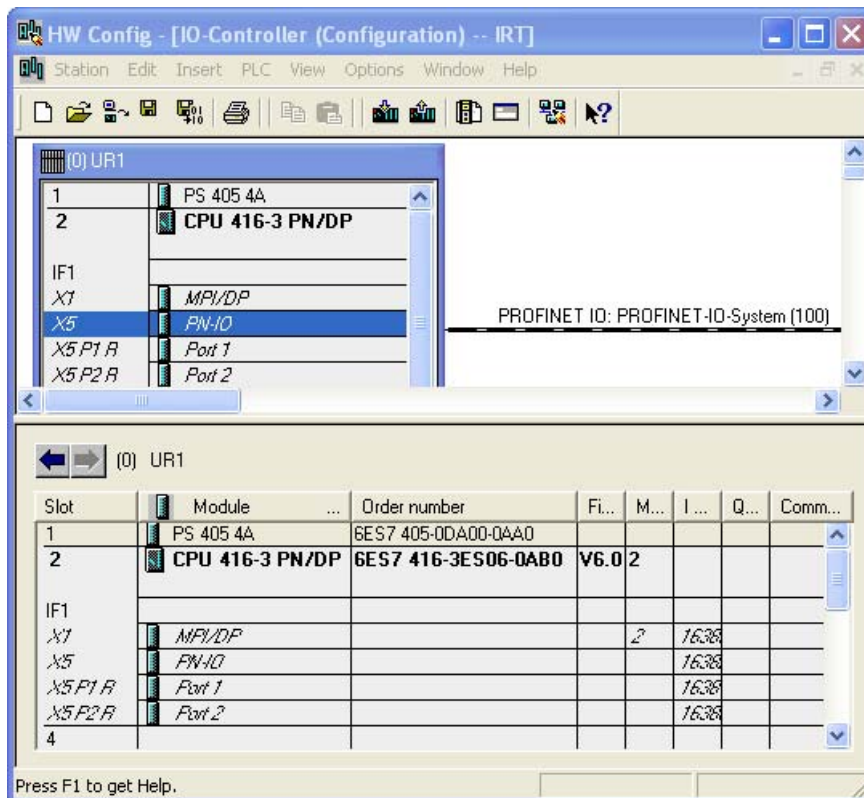 HW Config - [IO-Controller (Configuration) -- IRT]
Station Edit Insert PLC View Options Window Help
(0) UR1
1 PS 405 4A
2 CPU 416-3 PN/DP
IF1
X1 MPI/DP
X5 PN-IO
X5 P1 R Port 1
X5 P2 R Port 2
PROFINET IO: PROFINET-IO-System (100)
(0) UR1
Slot Module ... Order number Fi... M... I ... Q... Comm...
1 PS 405 4A 6ES7 405-0DA00-0AA0
2 CPU 416-3 PN/DP 6ES7 416-3ES06-0AB0 V6.0 2
IF1
X1 MPI/DP 2 1638
X5 PN-IO 1638
X5 P1 R Port 1 1638
X5 P2 R Port 2 1638
4
Press F1 to get Help.